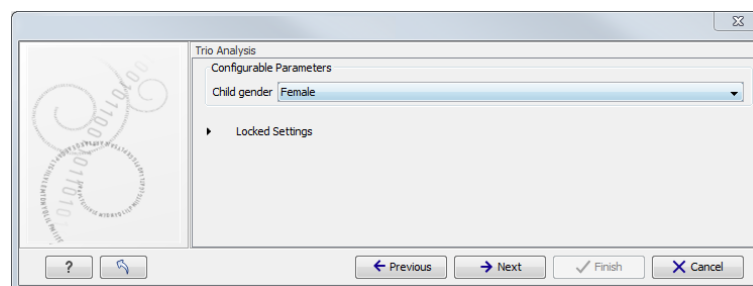 Trio Analysis
Configurable Parameters
Child gender Female
Locked Settings
? Previous Next Finish Cancel